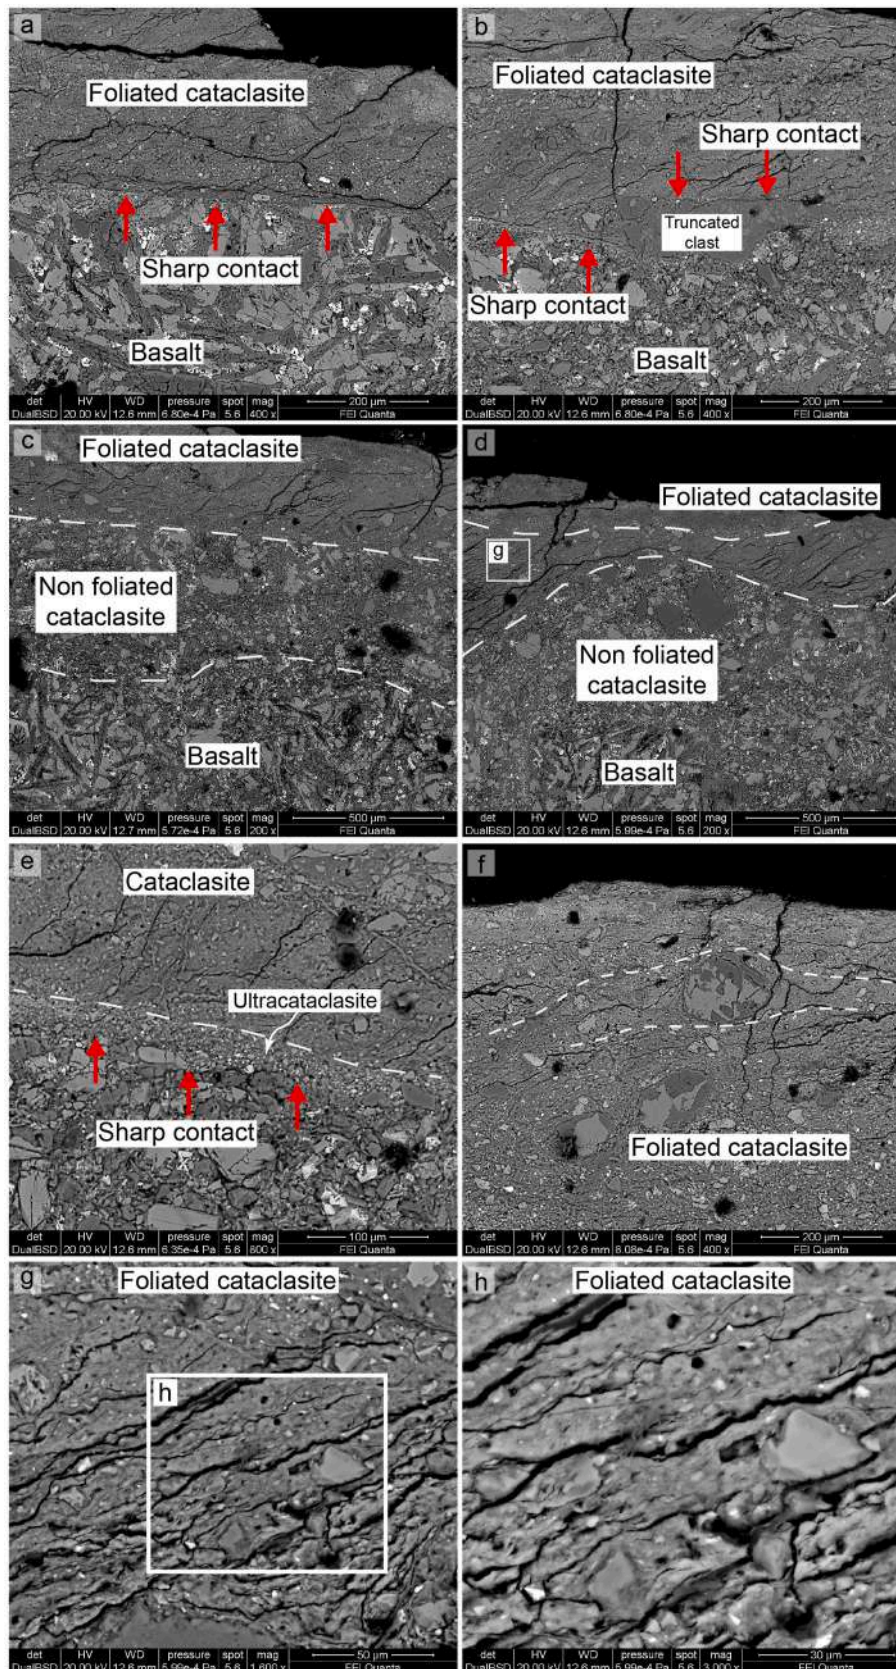 a
Foliated cataclasite
Sharp contact
Basalt
det HV WD pressure spot mag 200 µm
DualBSD 20.00 kV 12.6 mm 6.80e-4 Pa 5.6 400 x FEI Quanta
b
Foliated cataclasite
Sharp contact
Truncated
clast
Sharp contact
Basalt
det HV WD pressure spot mag 200 µm
DualBSD 20.00 kV 12.6 mm 6.80e-4 Pa 5.6 400 x FEI Quanta
c
Foliated cataclasite
Non foliated
cataclasite
Basalt
det HV WD pressure spot mag 500 µm
DualBSD 20.00 kV 12.7 mm 5.72e-4 Pa 5.6 200 x FEI Quanta
d
Foliated cataclasite
g
Non foliated
cataclasite
Basalt
det HV WD pressure spot mag 500 µm
DualBSD 20.00 kV 12.6 mm 5.99e-4 Pa 5.6 200 x FEI Quanta
e
Cataclasite
Ultracataclasite
Sharp contact
det HV WD pressure spot mag 100 µm
DualBSD 20.00 kV 12.6 mm 6.35e-4 Pa 5.6 800 x FEI Quanta
f
Foliated cataclasite
det HV WD pressure spot mag 200 µm
DualBSD 20.00 kV 12.6 mm 6.08e-4 Pa 5.6 400 x FEI Quanta
g
Foliated cataclasite
h
det HV WD pressure spot mag 50 µm
DualBSD 20.00 kV 12.6 mm 5.99e-4 Pa 5.6 1,600 x FEI Quanta
h
Foliated cataclasite
det HV WD pressure spot mag 30 µm
DualBSD 20.00 kV 12.6 mm 5.99e-4 Pa 5.6 3,000 x FEI Quanta